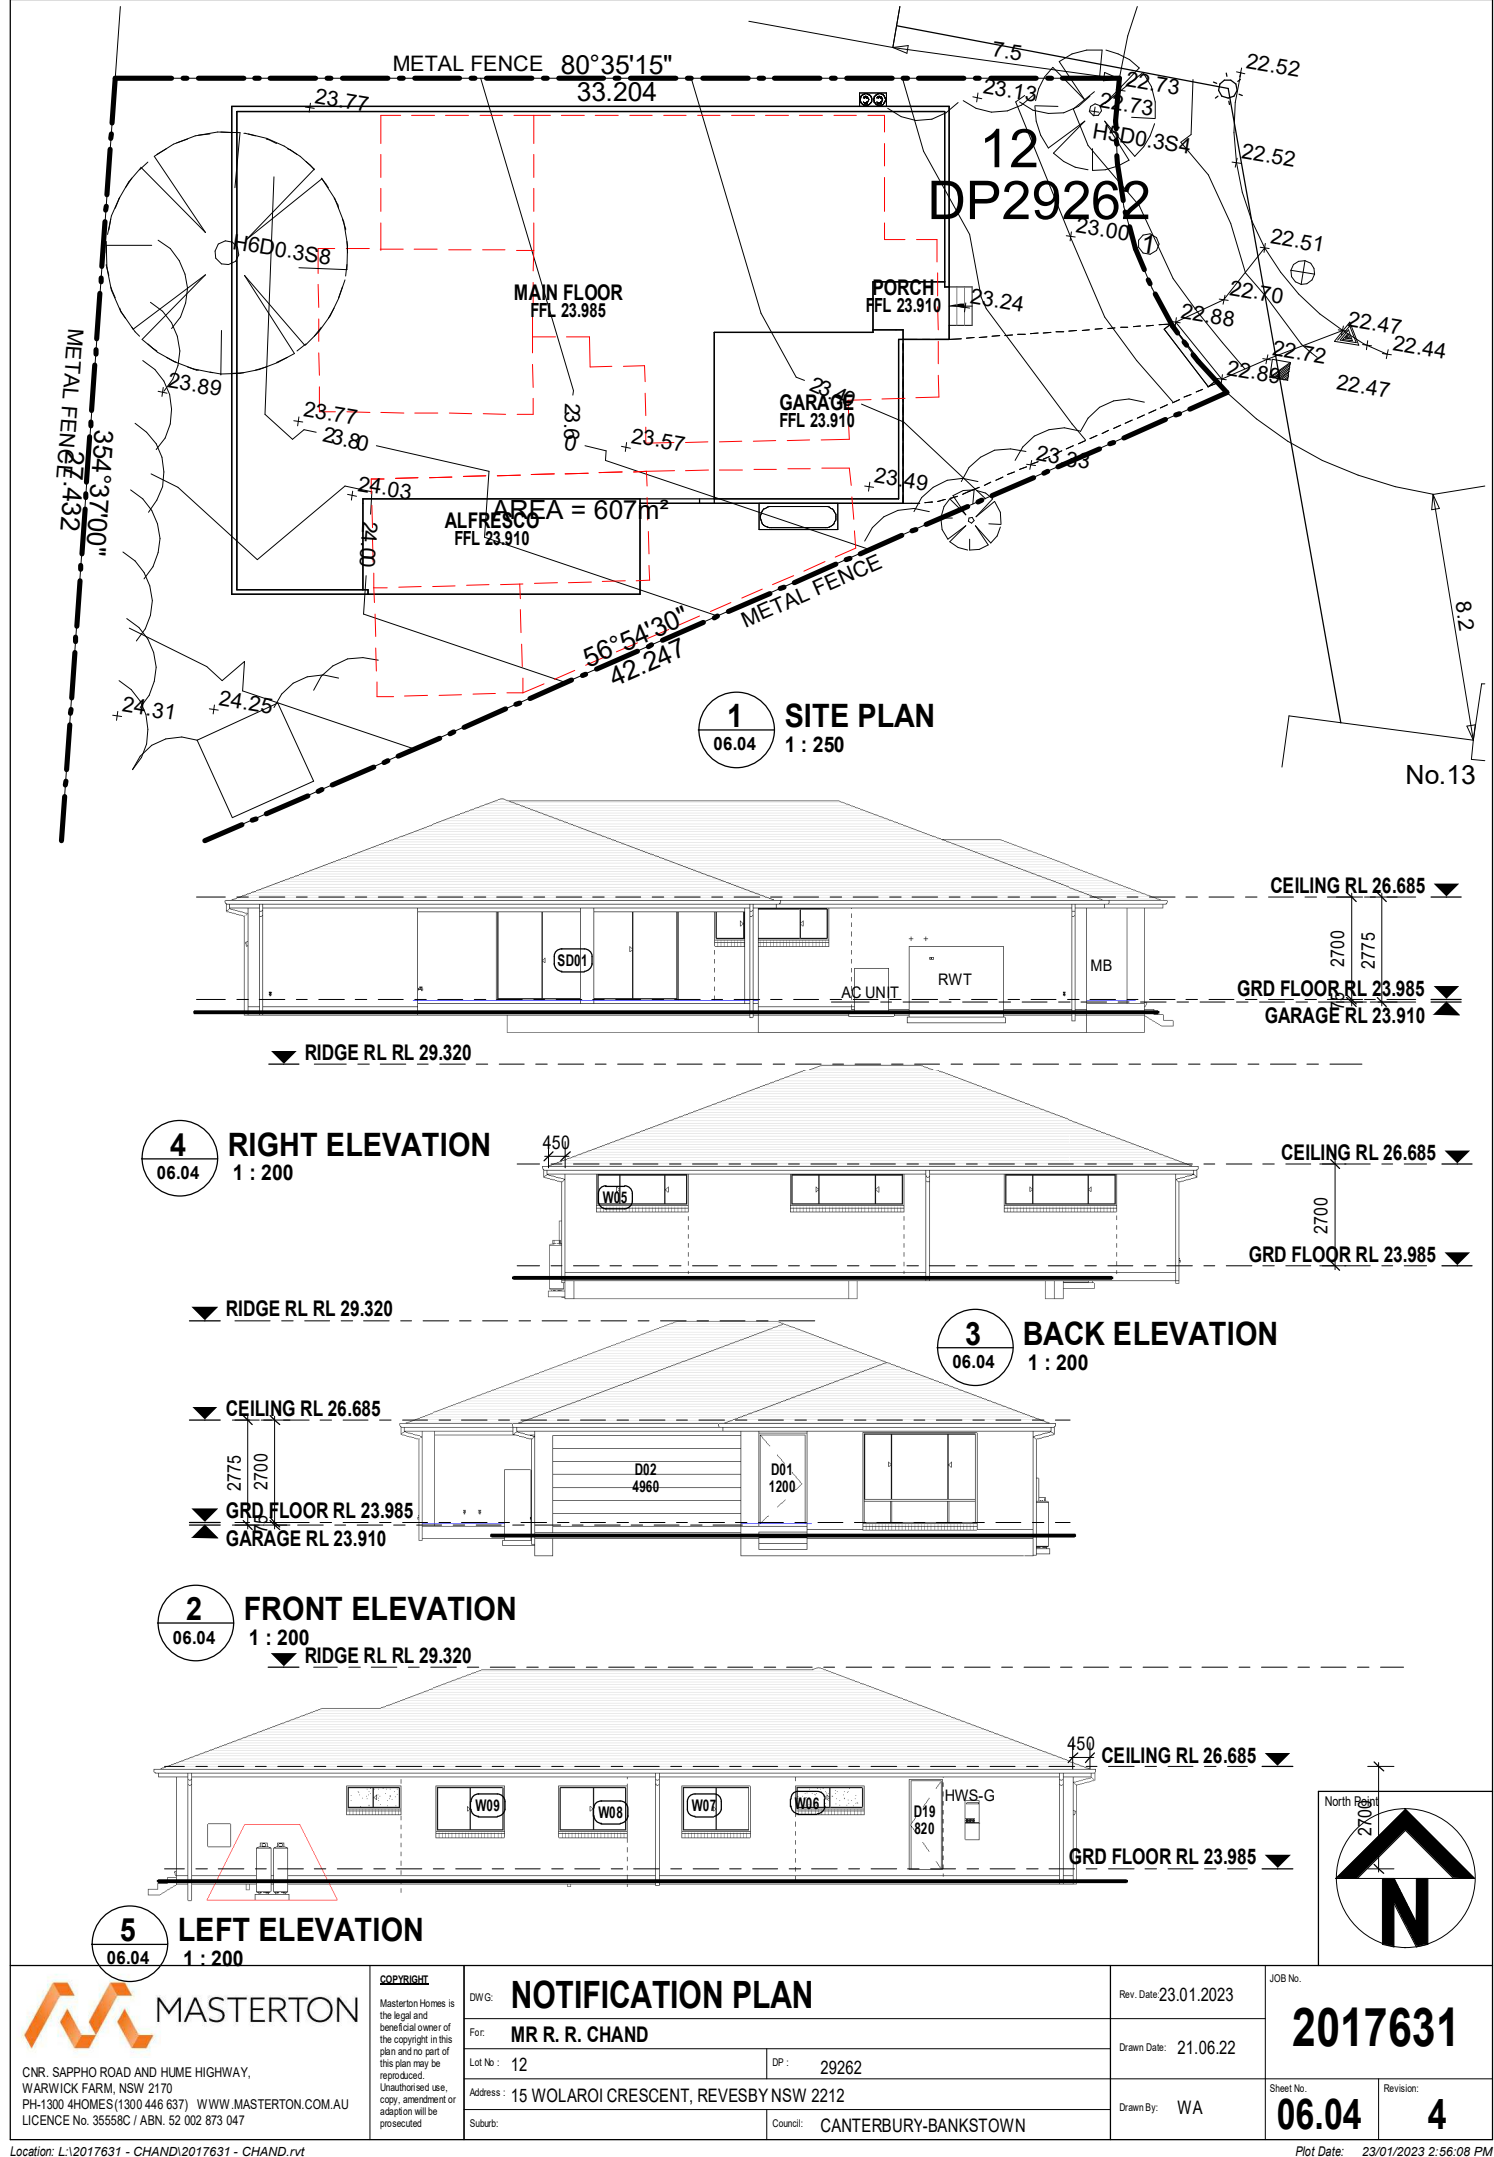 METAL FENCE 80°35'15"
33.204
7.5
22.52
23.77
23.13
22.73
22.73
H5D0.3S4
12
DP29262
22.52
H6D0.3S8
23.00
1
22.51
MAIN FLOOR
FFL 23.985
PORCH
FFL 23.910
23.24
22.70
22.88
22.47
22.44
22.72
METAL FENCE
354°37'00"
27.432
23.89
23.77
23.80
23.60
23.57
GARAGE
FFL 23.910
22.47
23.33
23.49
24.03
24.00
AREA = 607m²
ALFRESCO
FFL 23.910
METAL FENCE
56°54'30"
42.247
8.2
24.31
24.25
1
06.04
SITE PLAN
1 : 250
No.13
CEILING RL 26.685
2700
2775
SD01
AC UNIT
RWT
MB
GRD FLOOR RL 23.985
75
GARAGE RL 23.910
RIDGE RL RL 29.320
4
06.04
RIGHT ELEVATION
1 : 200
450
CEILING RL 26.685
W05
2700
GRD FLOOR RL 23.985
RIDGE RL RL 29.320
3
06.04
BACK ELEVATION
1 : 200
CEILING RL 26.685
2775
2700
D02
4960
D01
1200
GRD FLOOR RL 23.985
75
GARAGE RL 23.910
2
06.04
FRONT ELEVATION
1 : 200
RIDGE RL RL 29.320
450
CEILING RL 26.685
W09
W08
W07
W06
D19
820
HWS-G
2700
GRD FLOOR RL 23.985
North Point
N
5
06.04
LEFT ELEVATION
1 : 200
MASTERTON
CNR. SAPPHO ROAD AND HUME HIGHWAY,
WARWICK FARM, NSW 2170
PH-1300 4HOMES(1300 446 637) WWW.MASTERTON.COM.AU
LICENCE No. 35558C / ABN. 52 002 873 047
COPYRIGHT
Masterton Homes is
the legal and
beneficial owner of
the copyright in this
plan and no part of
this plan may be
reproduced.
Unauthorised use,
copy, amendment or
adaption will be
prosecuted
DWG: NOTIFICATION PLAN
For: MR R. R. CHAND
Lot No : 12
DP : 29262
Address : 15 WOLAROI CRESCENT, REVESBY NSW 2212
Suburb:
Council: CANTERBURY-BANKSTOWN
Rev. Date: 23.01.2023
Drawn Date: 21.06.22
Drawn By: WA
JOB No.
2017631
Sheet No.
06.04
Revision:
4
Location: L:\2017631 - CHAND\2017631 - CHAND.rvt
Plot Date: 23/01/2023 2:56:08 PM